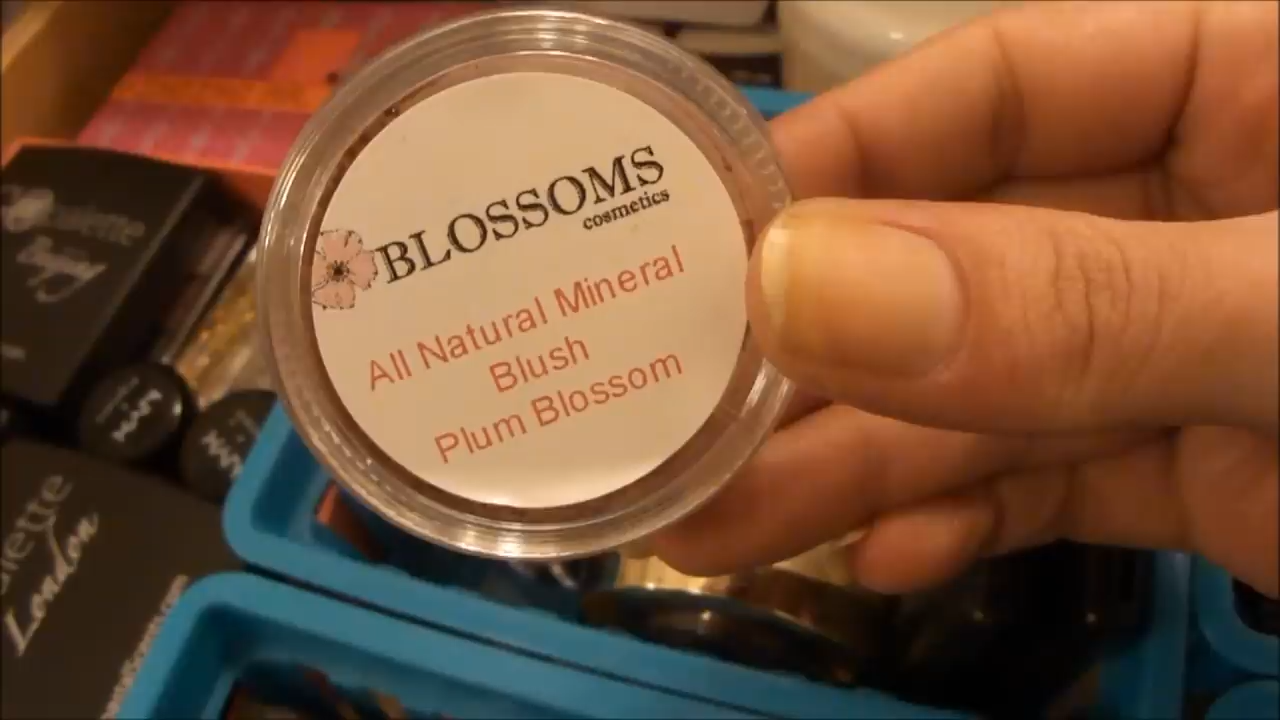 BLOSSOMS
cosmetics
All Natural Mineral
Blush
Plum Blossom
London